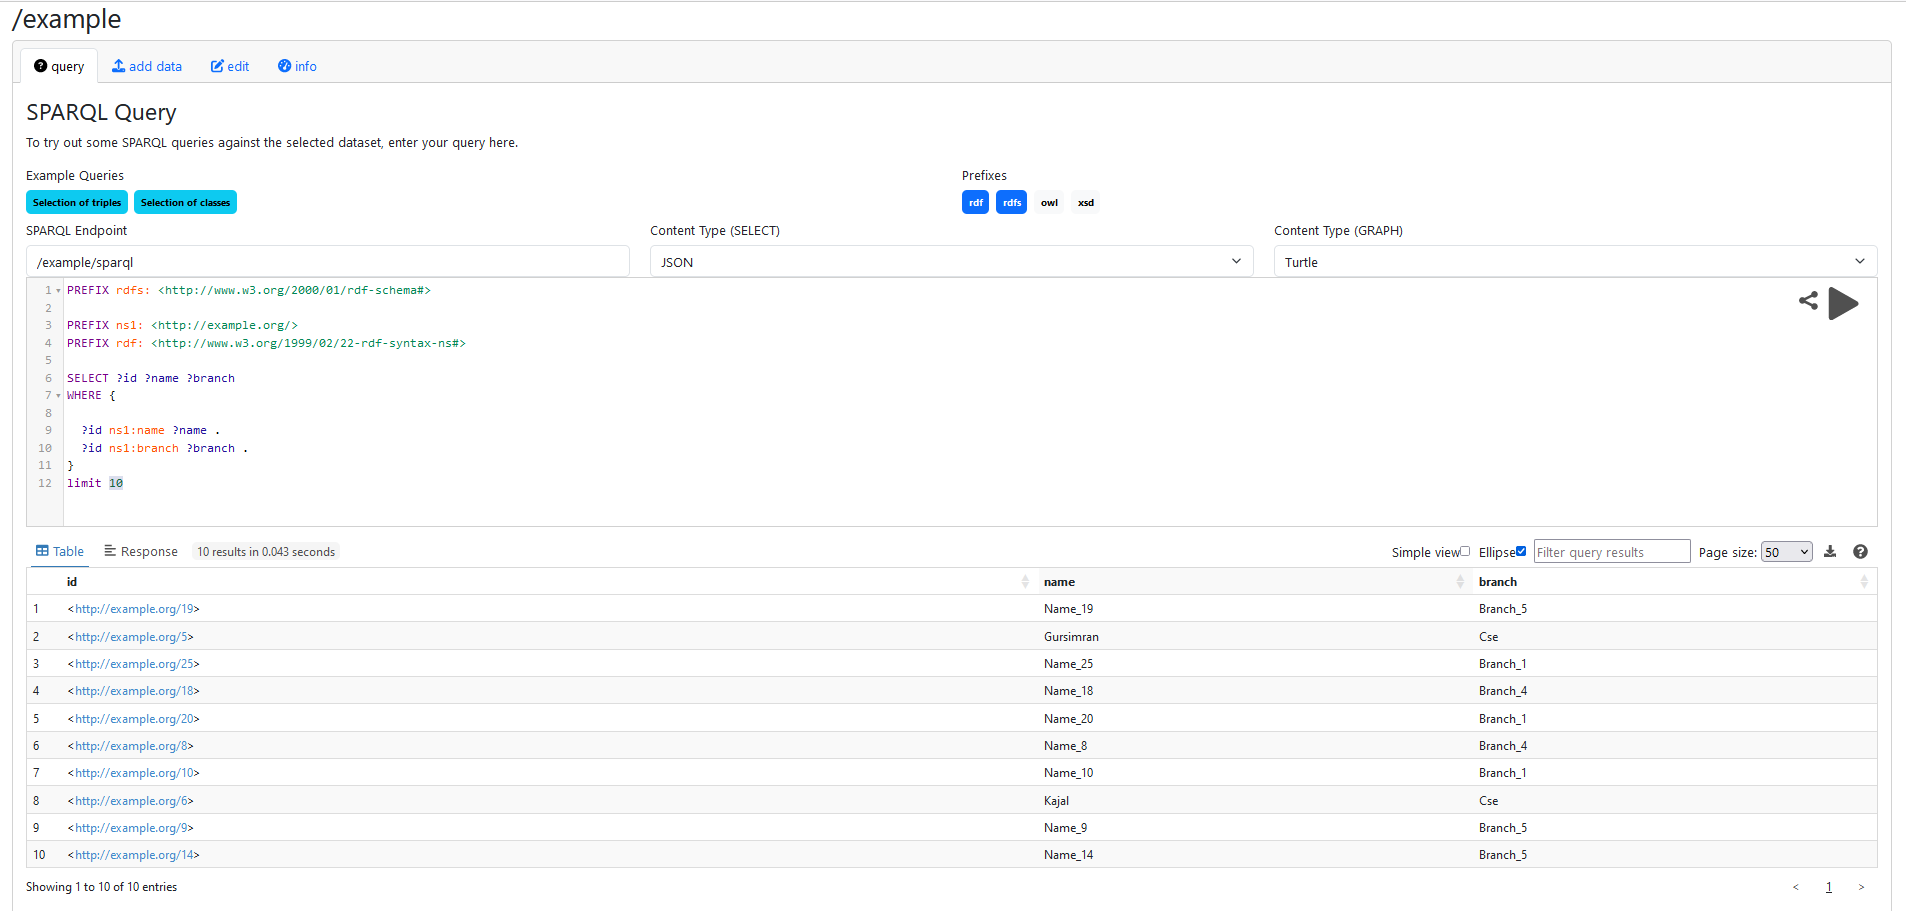 /example
query add data edit info
SPARQL Query
To try out some SPARQL queries against the selected dataset, enter your query here.
Example Queries Prefixes
Selection of triples Selection of classes rdf rdfs owl xsd
SPARQL Endpoint Content Type (SELECT) Content Type (GRAPH)
/example/sparql JSON Turtle
1 PREFIX rdfs: <http://www.w3.org/2000/01/rdf-schema#>
2
3 PREFIX ns1: <http://example.org/>
4 PREFIX rdf: <http://www.w3.org/1999/02/22-rdf-syntax-ns#>
5
6 SELECT ?id ?name ?branch
7 WHERE {
8
9 ?id ns1:name ?name .
10 ?id ns1:branch ?branch .
11 }
12 limit 10
Table Response 10 results in 0.043 seconds Simple view Ellipse Filter query results Page size: 50
id name branch
1 <http://example.org/19> Name_19 Branch_5
2 <http://example.org/5> Gursimran Cse
3 <http://example.org/25> Name_25 Branch_1
4 <http://example.org/18> Name_18 Branch_4
5 <http://example.org/20> Name_20 Branch_1
6 <http://example.org/8> Name_8 Branch_4
7 <http://example.org/10> Name_10 Branch_1
8 <http://example.org/6> Kajal Cse
9 <http://example.org/9> Name_9 Branch_5
10 <http://example.org/14> Name_14 Branch_5
Showing 1 to 10 of 10 entries < 1 >